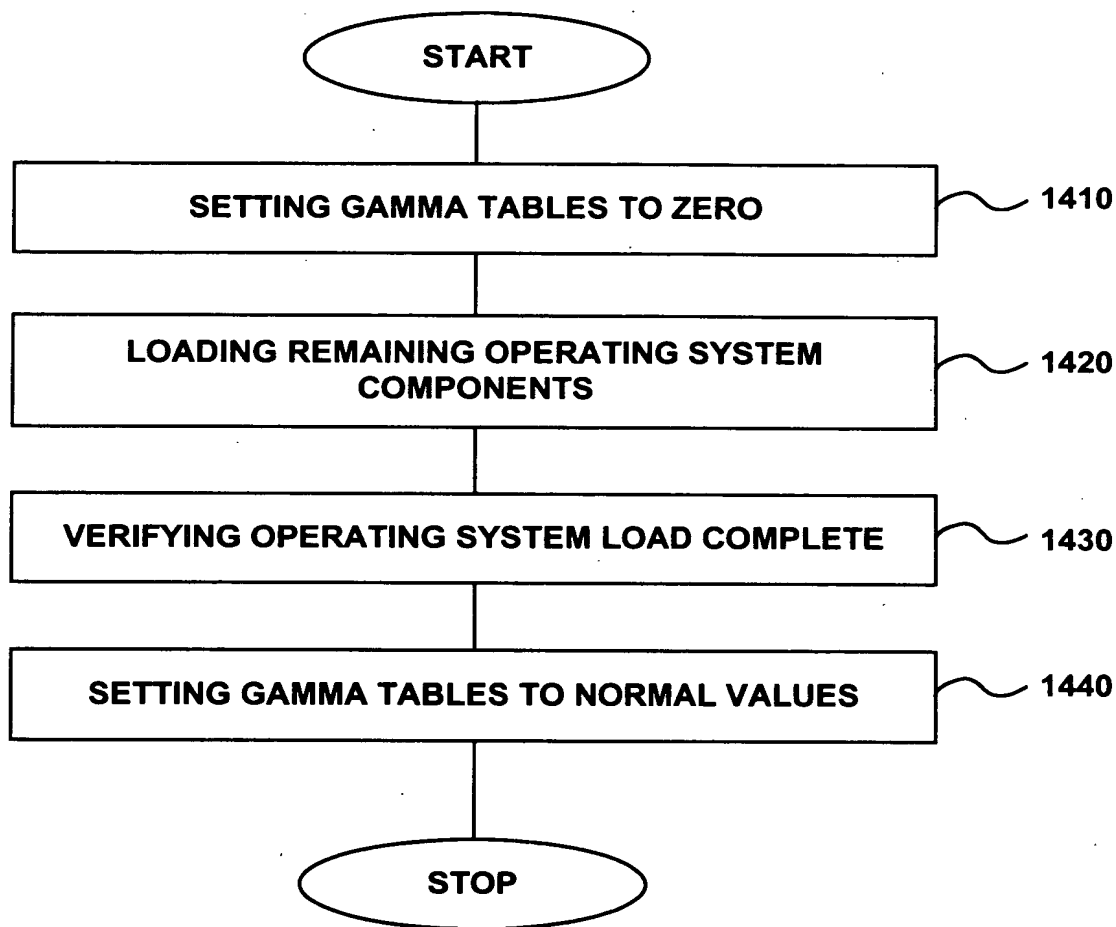 START
SETTING GAMMA TABLES TO ZERO
1410
LOADING REMAINING OPERATING SYSTEM
COMPONENTS
1420
VERIFYING OPERATING SYSTEM LOAD COMPLETE
1430
SETTING GAMMA TABLES TO NORMAL VALUES
1440
STOP